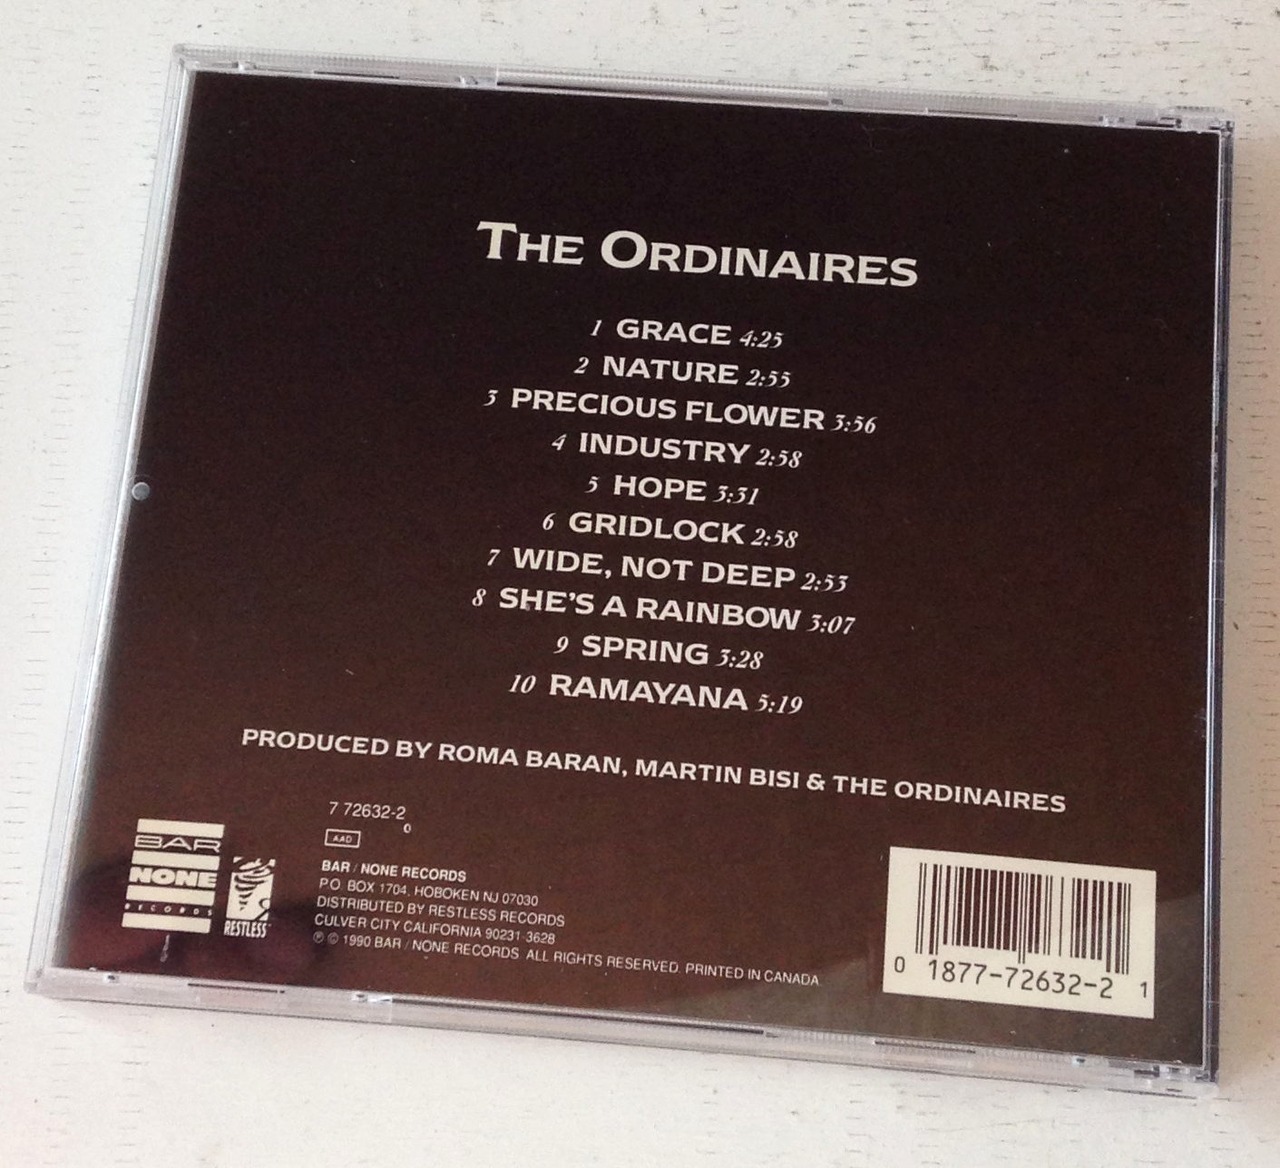 THE ORDINAIRES
1 GRACE 4:25
2 NATURE 2:55
3 PRECIOUS FLOWER 3:56
4 INDUSTRY 2:58
5 HOPE 3:31
6 GRIDLOCK 2:58
7 WIDE, NOT DEEP 2:53
8 SHE'S A RAINBOW 3:07
9 SPRING 3:28
10 RAMAYANA 5:19
PRODUCED BY ROMA BARAN, MARTIN BISI & THE ORDINAIRES
7 72632-2
0
AAD
BAR
NONE
RECORDS
RESTLESS
BAR / NONE RECORDS
P.O. BOX 1704, HOBOKEN NJ 07030
DISTRIBUTED BY RESTLESS RECORDS
CULVER CITY CALIFORNIA 90231-3628
℗ © 1990 BAR / NONE RECORDS. ALL RIGHTS RESERVED. PRINTED IN CANADA
0 1877-72632-2 1